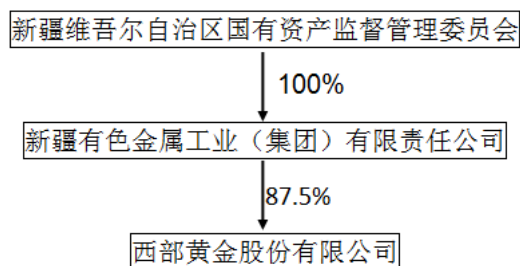 新疆维吾尔自治区国有资产监督管理委员会
100%
新疆有色金属工业（集团）有限责任公司
87.5%
西部黄金股份有限公司